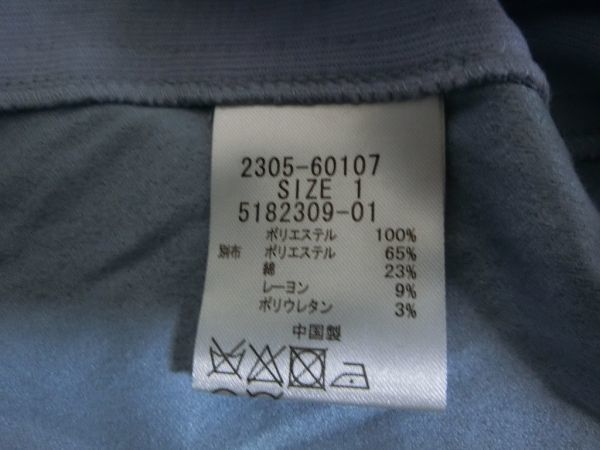 2305-60107
SIZE 1
5182309-01
ポリエステル 100%
別布 ポリエステル 65%
綿 23%
レーヨン 9%
ポリウレタン 3%
中国製